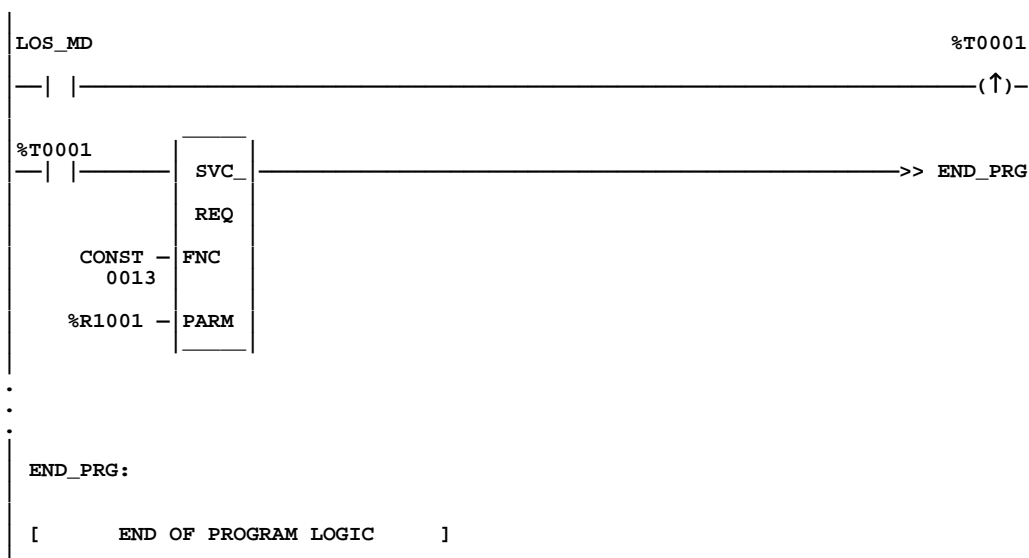 LOS_MD %T0001
(↑)
%T0001
SVC_ >> END_PRG
REQ
CONST FNC
0013
%R1001 PARM
.
.
.
END_PRG:
[ END OF PROGRAM LOGIC ]